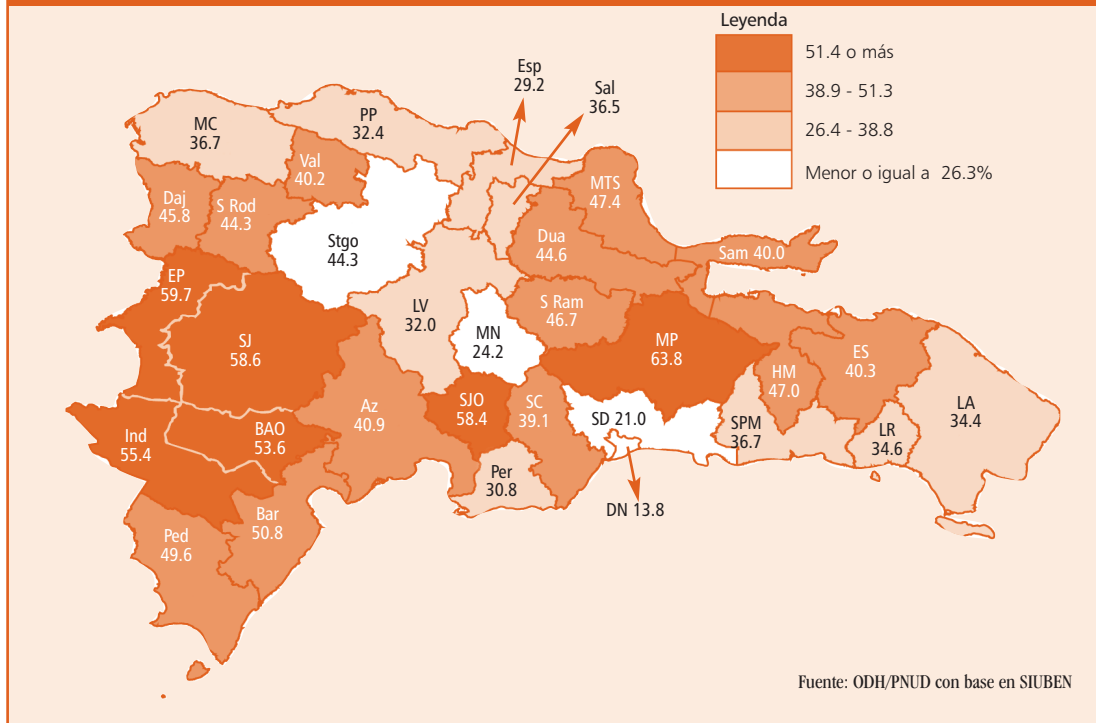 Leyenda
51.4 o más
38.9 - 51.3
26.4 - 38.8
Menor o igual a 26.3%
Esp
29.2
Sal
36.5
PP
32.4
MC
36.7
Val
40.2
MTS
47.4
Daj
45.8
S Rod
44.3
Stgo
44.3
Dua
44.6
Sam 40.0
EP
59.7
LV
32.0
S Ram
46.7
MN
24.2
SJ
58.6
MP
63.8
ES
40.3
HM
47.0
LA
34.4
Az
40.9
SJO
58.4
SC
39.1
SD 21.0
SPM
36.7
LR
34.6
Ind
55.4
BAO
53.6
Per
30.8
DN 13.8
Bar
50.8
Ped
49.6
Fuente: ODH/PNUD con base en SIUBEN